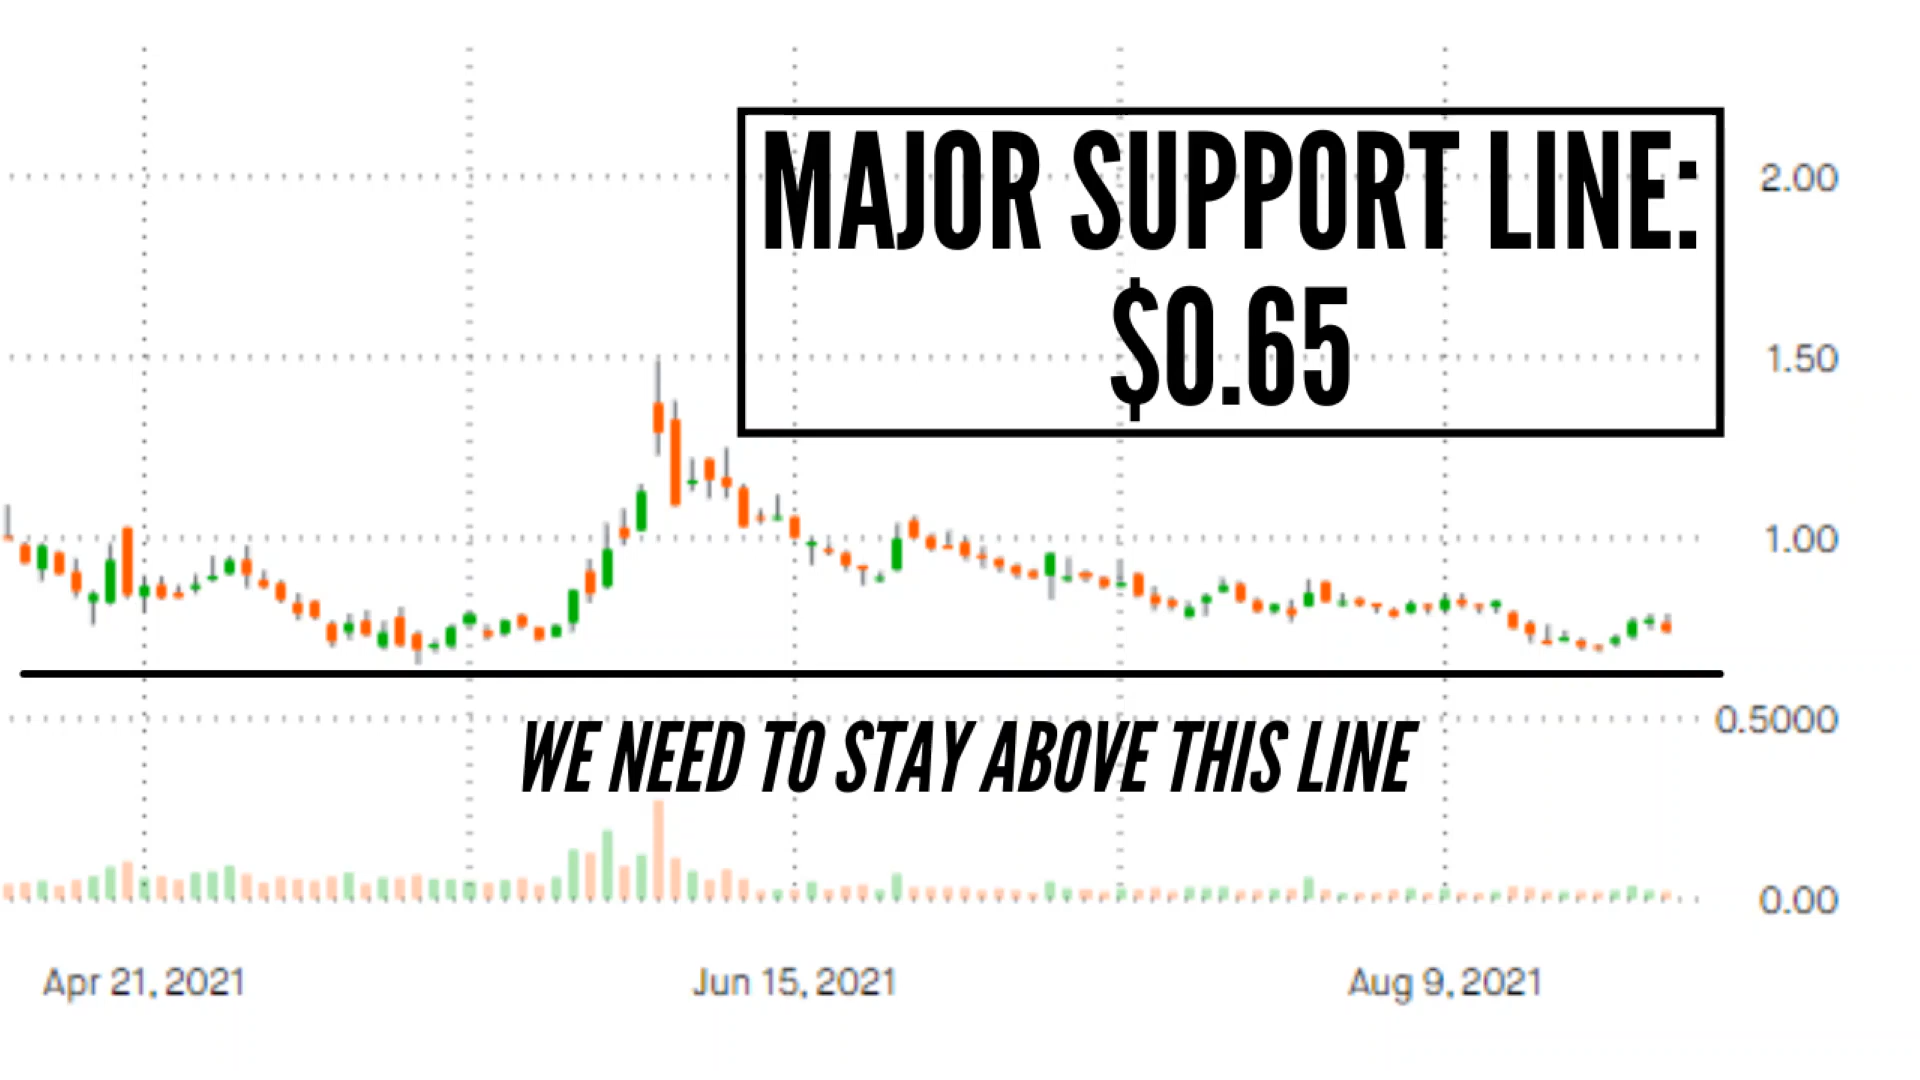 MAJOR SUPPORT LINE:
$0.65
2.00
1.50
1.00
0.5000
WE NEED TO STAY ABOVE THIS LINE
0.00
Apr 21, 2021
Jun 15, 2021
Aug 9, 2021